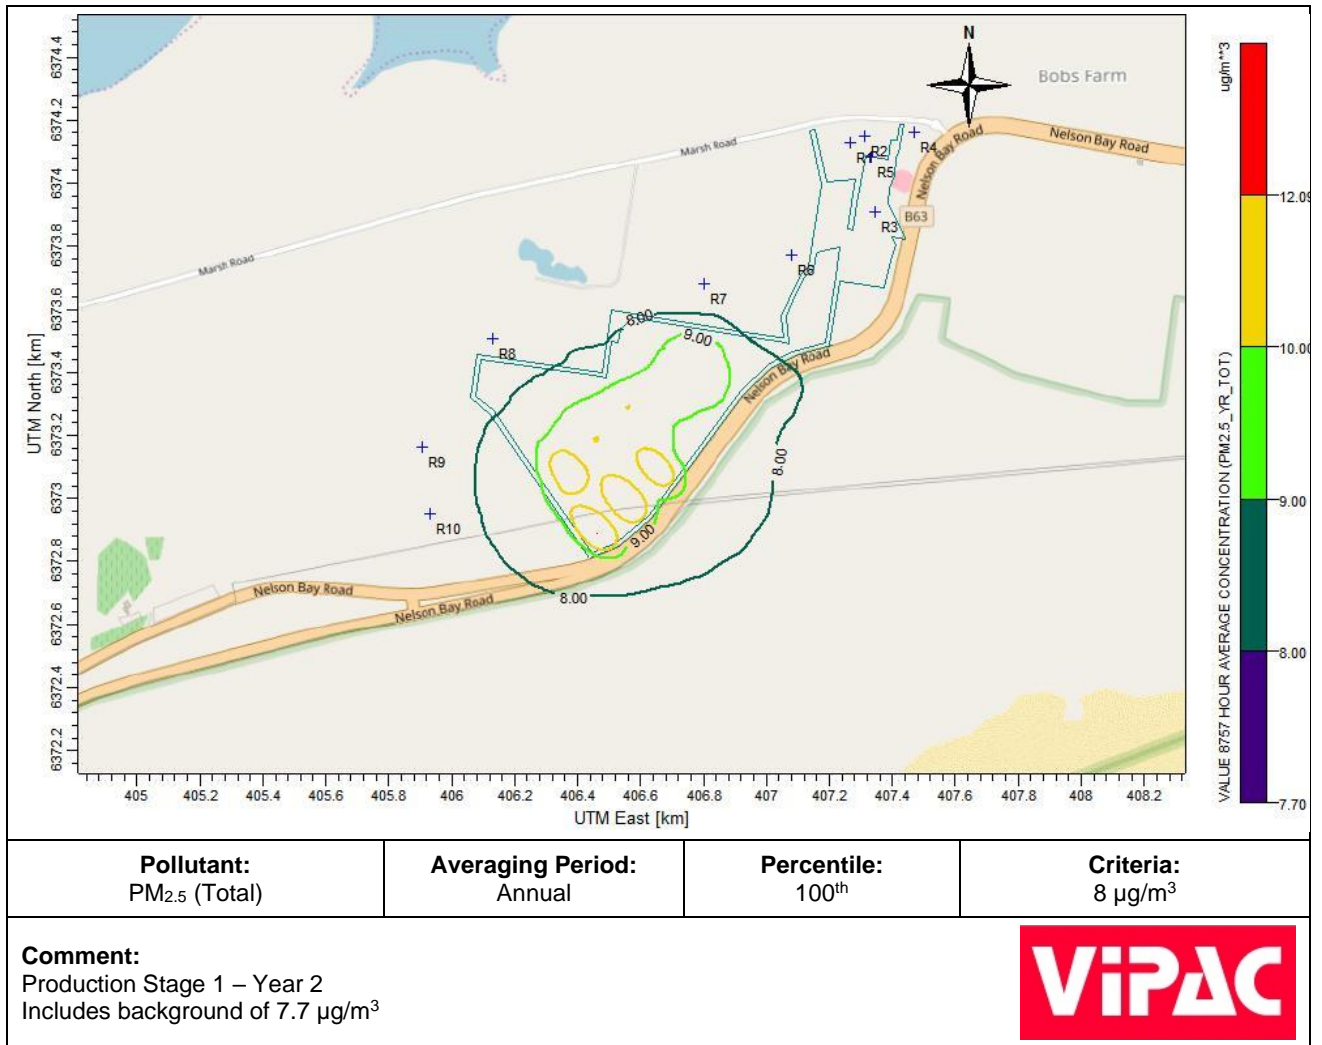 N
Bobs Farm
Marsh Road
Nelson Bay Road
Nelson Bay Road
B63
Marsh Road
R1
R2
R4
R5
R3
R6
R7
R8
R9
R10
8.00
9.00
Nelson Bay Road
8.00
9.00
8.00
Nelson Bay Road
Nelson Bay Road
UTM North [km]
6374.4
6374.2
6374
6373.8
6373.6
6373.4
6373.2
6373
6372.8
6372.6
6372.4
6372.2
405
405.2
405.4
405.6
405.8
406
406.2
406.4
406.6
406.8
407
407.2
407.4
407.6
407.8
408
408.2
UTM East [km]
ug/m**3
VALUE 8757 HOUR AVERAGE CONCENTRATION (PM2.5_YR_TOT)
12.09
10.00
9.00
8.00
7.70
Pollutant:
PM2.5 (Total)
Averaging Period:
Annual
Percentile:
100th
Criteria:
8 µg/m³
Comment:
Production Stage 1 – Year 2
Includes background of 7.7 µg/m³
ViPAC